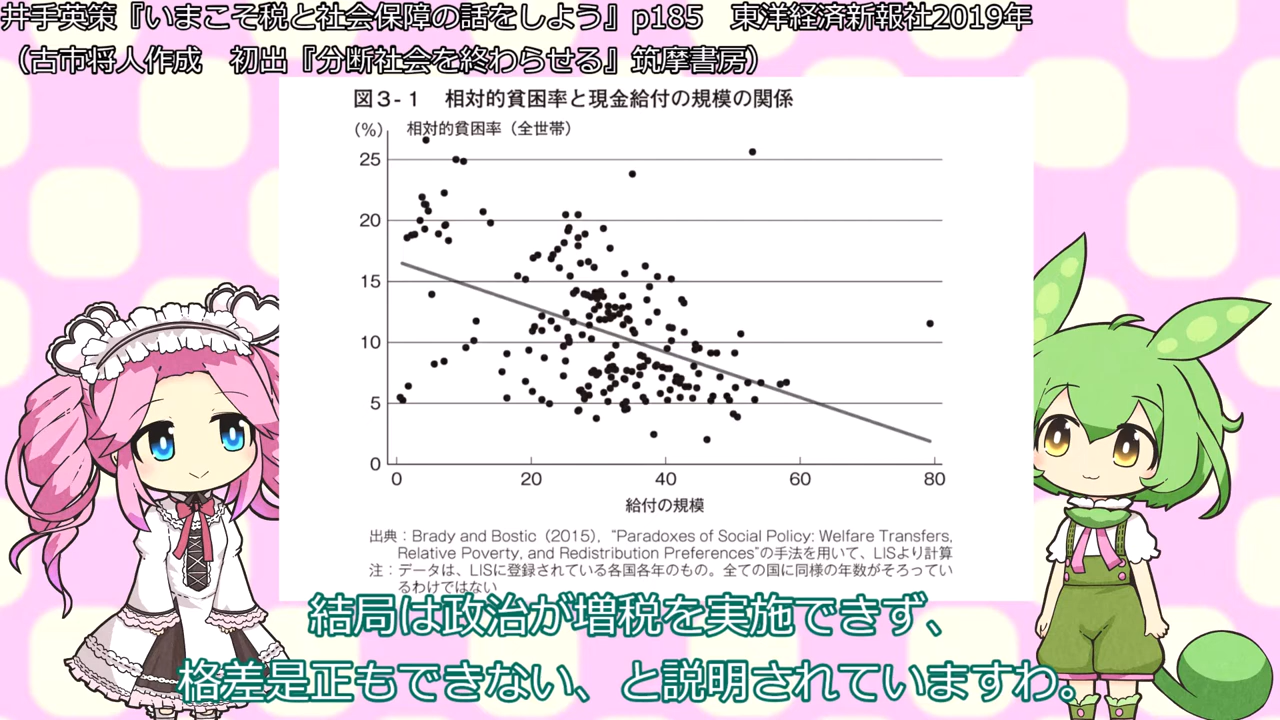 井手英策『いまこそ税と社会保障の話をしよう』p185　東洋経済新報社2019年
（古市将人作成　初出『分断社会を終わらせる』筑摩書房）
図3-1　相対的貧困率と現金給付の規模の関係
(%)　相対的貧困率（全世帯）
25
20
15
10
5
0
0 20 40 60 80
給付の規模
出典：Brady and Bostic（2015），“Paradoxes of Social Policy: Welfare Transfers,
Relative Poverty, and Redistribution Preferences”の手法を用いて、LISより計算
注：データは、LISに登録されている各国各年のもの。全ての国に同様の年数がそろってい
るわけではない
結局は政治が増税を実施できず、
格差是正もできない、と説明されていますわ。